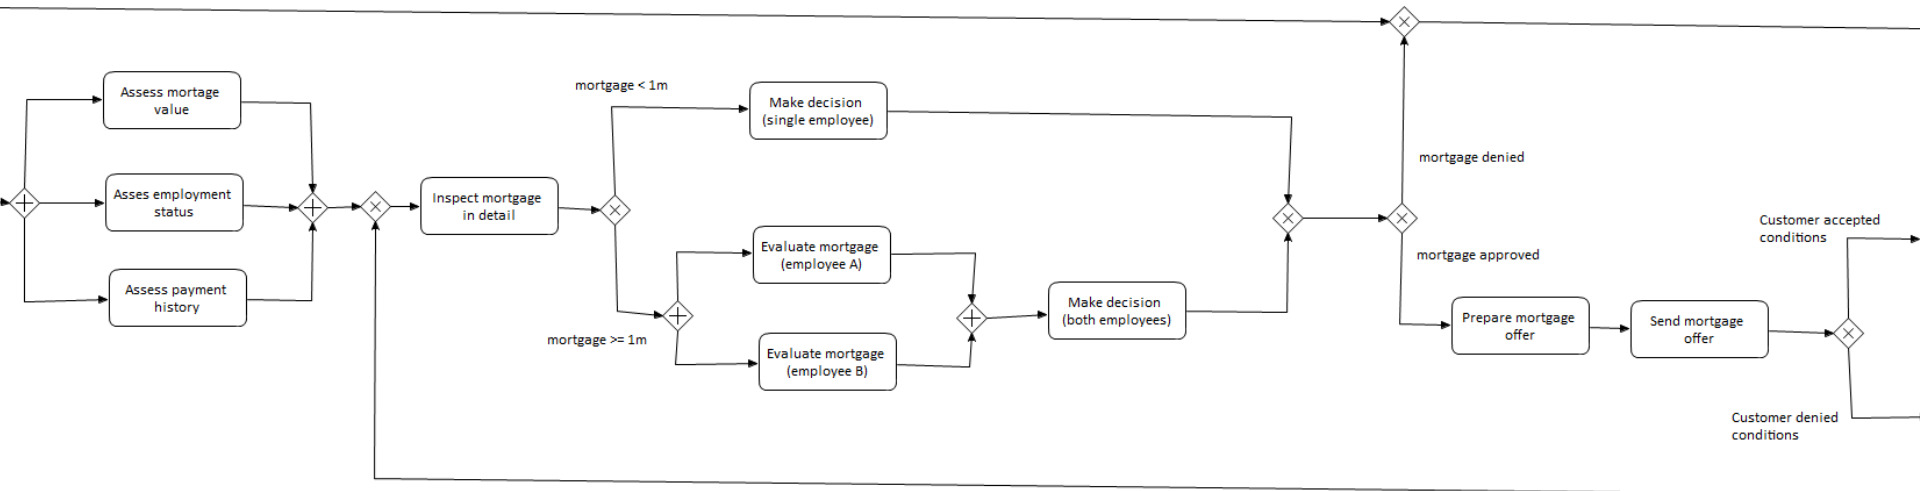 Assess mortage
value
Asses employment
status
Assess payment
history
Inspect mortgage
in detail
mortgage < 1m
mortgage >= 1m
Make decision
(single employee)
Evaluate mortgage
(employee A)
Evaluate mortgage
(employee B)
Make decision
(both employees)
mortgage denied
mortgage approved
Prepare mortgage
offer
Send mortgage
offer
Customer accepted
conditions
Customer denied
conditions